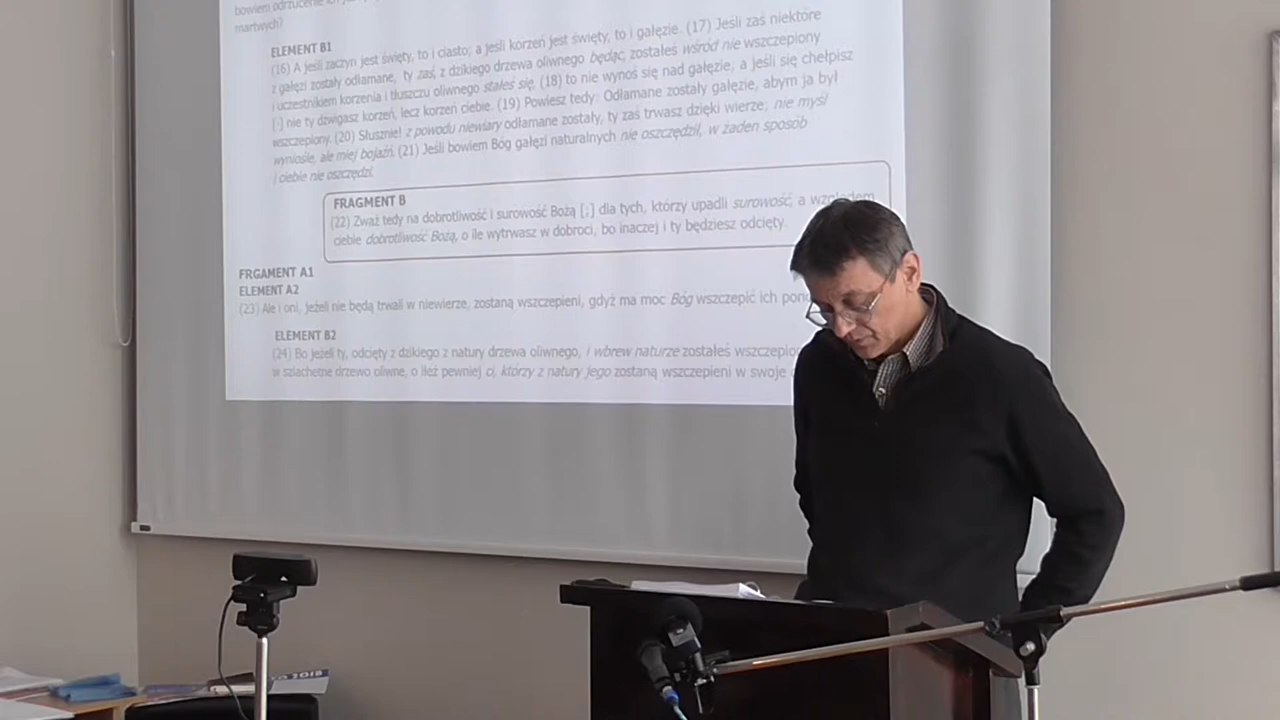 bowiem odrzucenie ich
martwych?
ELEMENT B1
(16) A jeśli zaczyn jest święty, to i ciasto; a jeśli korzeń jest święty, to i gałęzie. (17) Jeśli zaś niektóre
z gałęzi zostały odłamane, ty zaś, z dzikiego drzewa oliwnego będąc, zostałeś wśród nie wszczepiony
i uczestnikiem korzenia i tłuszczu oliwnego stałeś się, (18) to nie wynoś się nad gałęzie; a jeśli się chełpisz
[:] nie ty dźwigasz korzeń, lecz korzeń ciebie. (19) Powiesz tedy: Odłamane zostały gałęzie, abym ja był
wszczepiony. (20) Słusznie! z powodu niewiary odłamane zostały, ty zaś trwasz dzięki wierze; nie myśl
wyniośle, ale miej bojaźń. (21) Jeśli bowiem Bóg gałęzi naturalnych nie oszczędził, w żaden sposób
i ciebie nie oszczędzi.
FRAGMENT B
(22) Zważ tedy na dobrotliwość i surowość Bożą [;] dla tych, którzy upadli surowość, a względem
ciebie dobrotliwość Bożą, o ile wytrwasz w dobroci, bo inaczej i ty będziesz odcięty.
FRGAMENT A1
ELEMENT A2
(23) Ale i oni, jeżeli nie będą trwali w niewierze, zostaną wszczepieni, gdyż ma moc Bóg wszczepić ich pono
ELEMENT B2
(24) Bo jeżeli ty, odcięty z dzikiego z natury drzewa oliwnego, i wbrew naturze zostałeś wszczepio
w szlachetne drzewo oliwne, o ileż pewniej ci, którzy z natury jego zostaną wszczepieni w swoje
2018